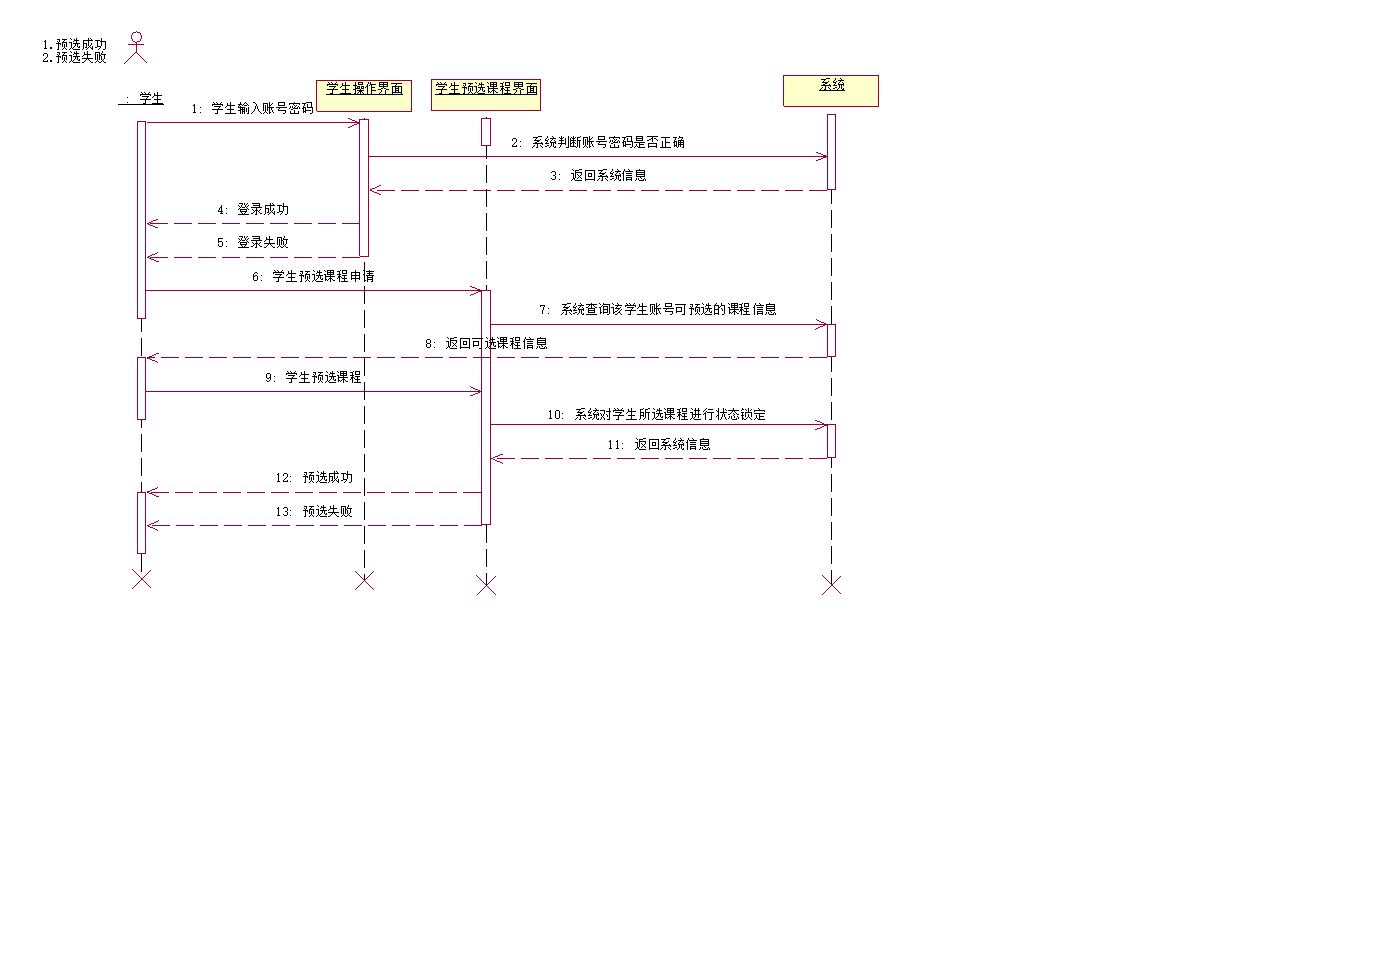 1.预选成功
2.预选失败
: 学生
学生操作界面
学生预选课程界面
系统
1: 学生输入账号密码
2: 系统判断账号密码是否正确
3: 返回系统信息
4: 登录成功
5: 登录失败
6: 学生预选课程申请
7: 系统查询该学生账号可预选的课程信息
8: 返回可选课程信息
9: 学生预选课程
10: 系统对学生所选课程进行状态锁定
11: 返回系统信息
12: 预选成功
13: 预选失败